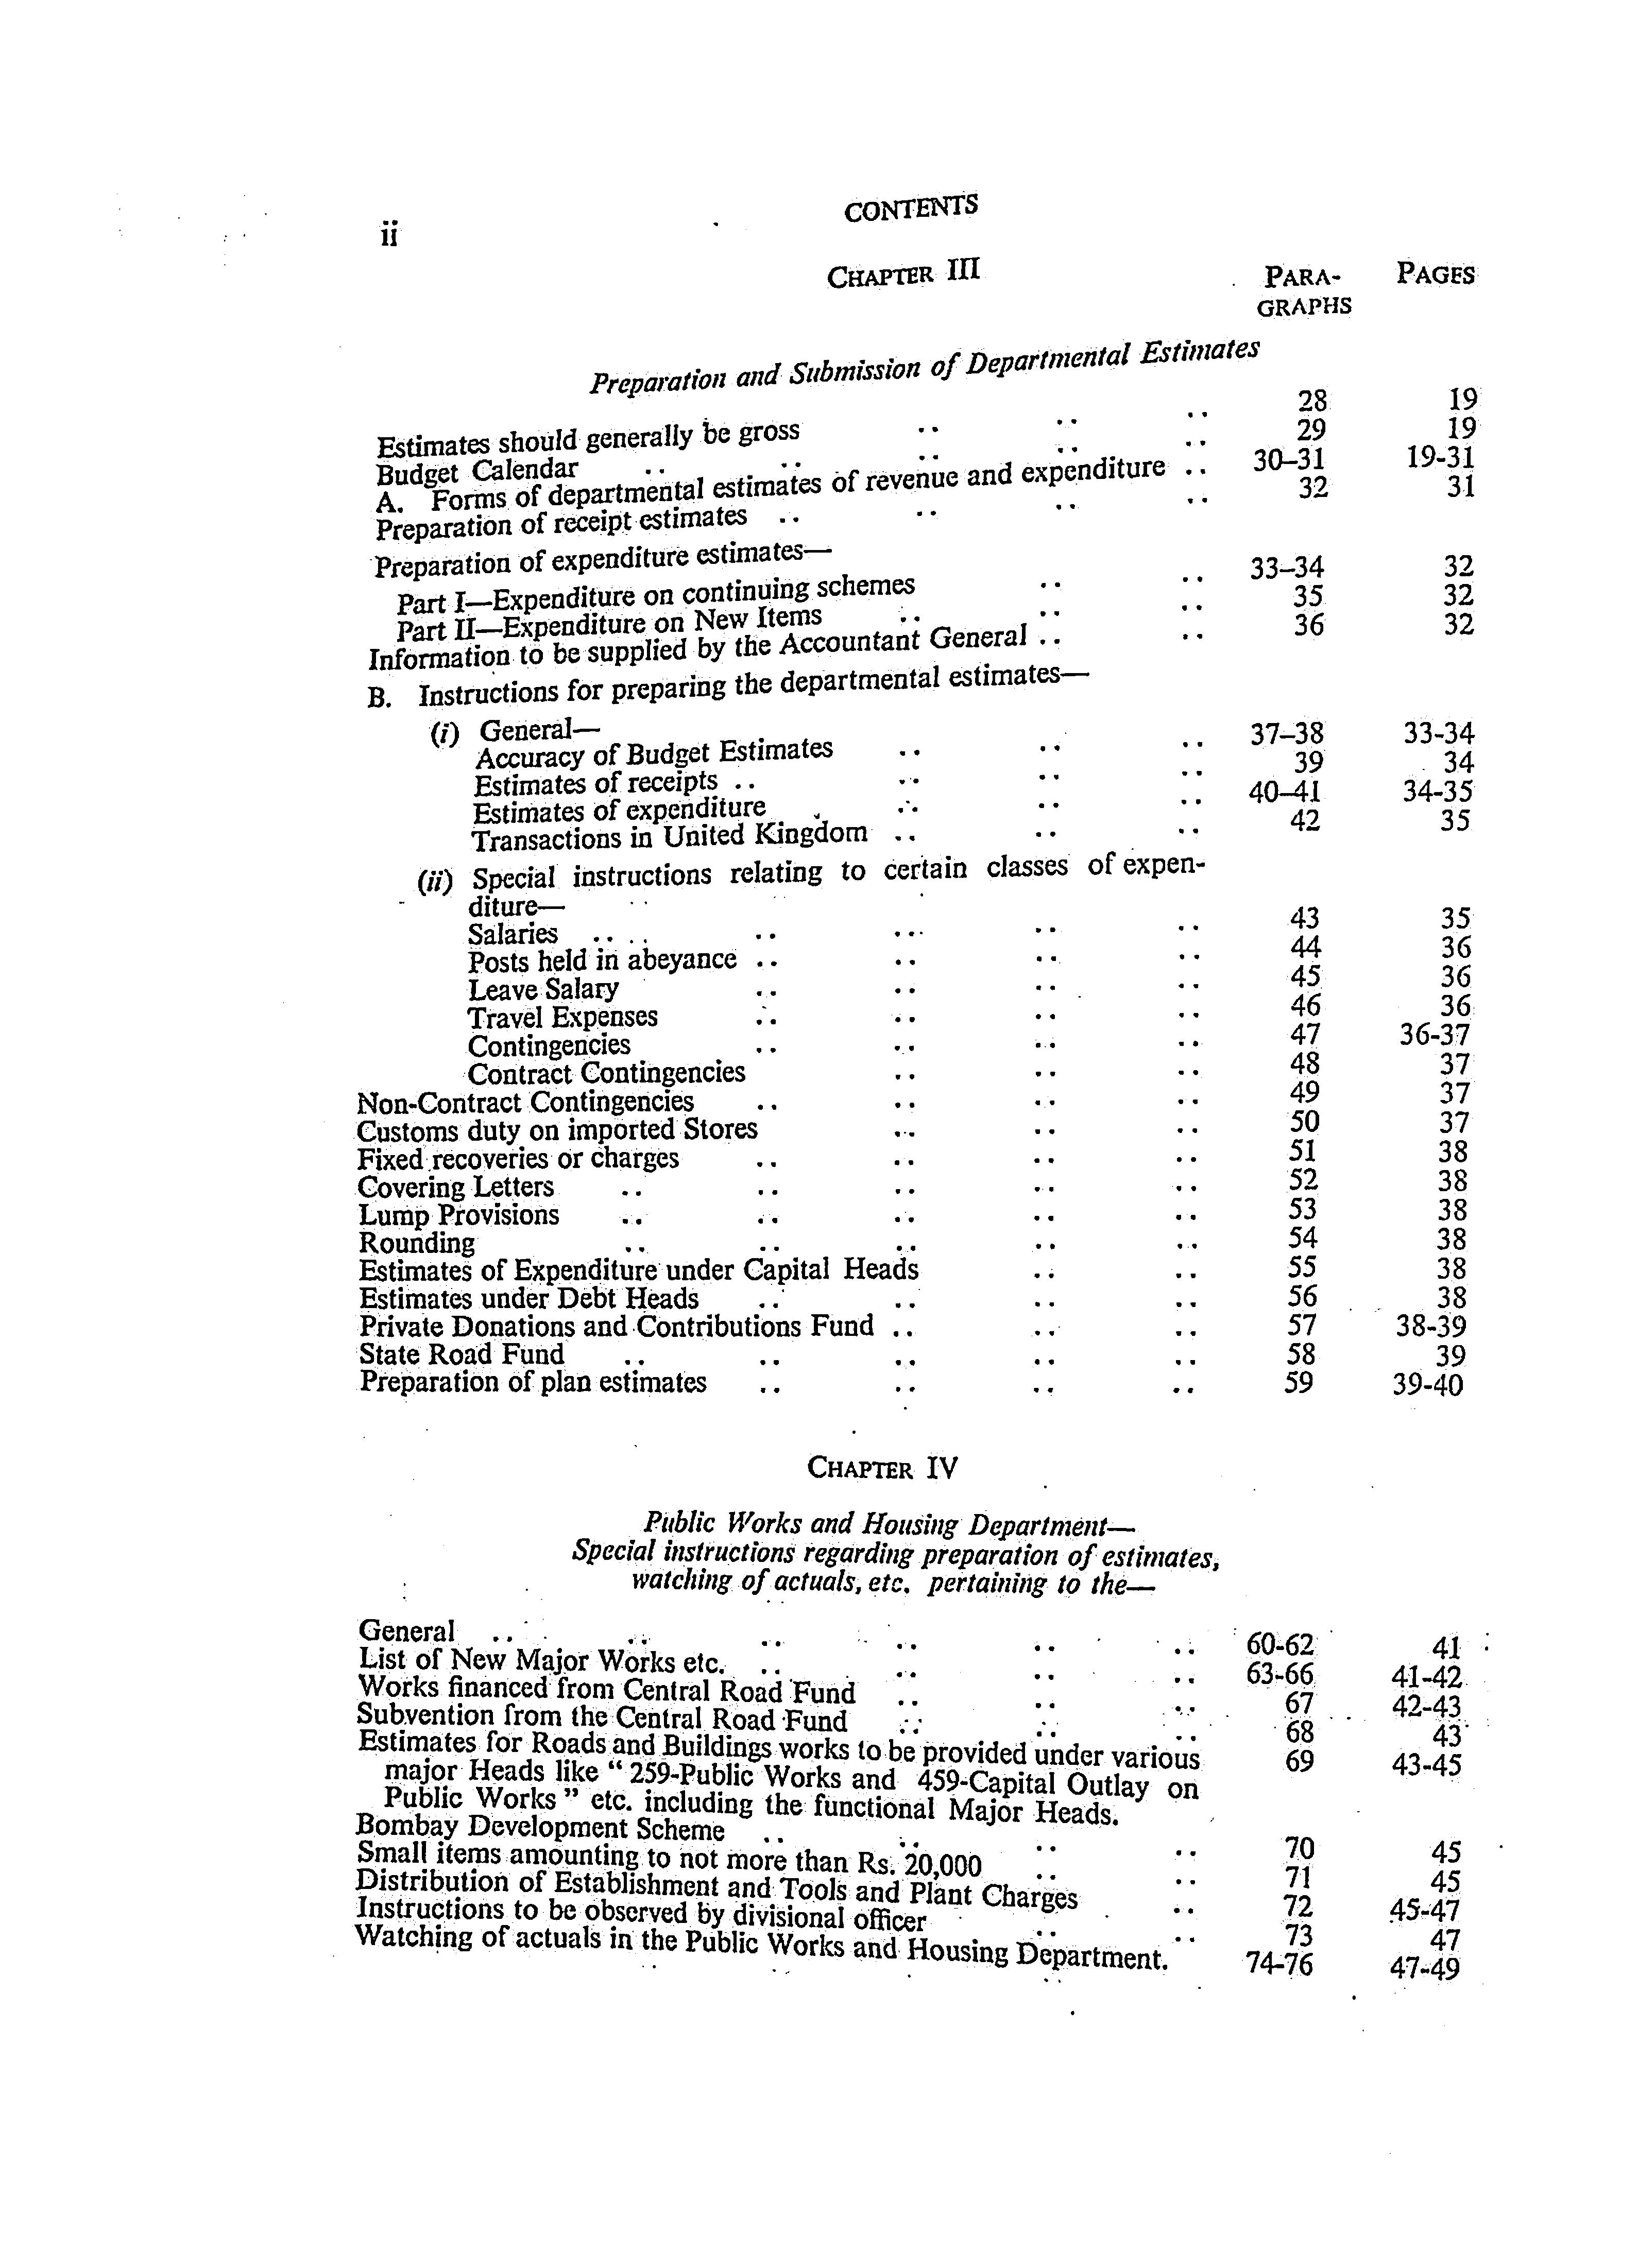 ii
CONTENTS
CHAPTER III
PARA- PAGES
GRAPHS
Preparation and Submission of Departmental Estimates
Estimates should generally be gross .. .. .. 28 19
Budget Calendar .. .. .. .. .. 29 19
A. Forms of departmental estimates of revenue and expenditure .. 30–31 19-31
Preparation of receipt estimates .. .. .. .. 32 31
Preparation of expenditure estimates—
Part I—Expenditure on continuing schemes .. .. 33–34 32
Part II—Expenditure on New Items .. .. .. 35 32
Information to be supplied by the Accountant General .. .. 36 32
B. Instructions for preparing the departmental estimates—
(i) General—
Accuracy of Budget Estimates .. .. .. 37–38 33-34
Estimates of receipts .. .. .. .. 39 34
Estimates of expenditure .. .. .. 40–41 34-35
Transactions in United Kingdom .. .. .. 42 35
(ii) Special instructions relating to certain classes of expen-
diture—
Salaries .. .. .. .. .. 43 35
Posts held in abeyance .. .. .. .. 44 36
Leave Salary .. .. .. .. 45 36
Travel Expenses .. .. .. .. 46 36
Contingencies .. .. .. .. 47 36-37
Contract Contingencies .. .. .. 48 37
Non-Contract Contingencies .. .. .. .. 49 37
Customs duty on imported Stores .. .. .. 50 37
Fixed recoveries or charges .. .. .. .. 51 38
Covering Letters .. .. .. .. .. 52 38
Lump Provisions .. .. .. .. .. 53 38
Rounding .. .. .. .. .. 54 38
Estimates of Expenditure under Capital Heads .. .. 55 38
Estimates under Debt Heads .. .. .. .. 56 38
Private Donations and Contributions Fund .. .. .. 57 38-39
State Road Fund .. .. .. .. .. 58 39
Preparation of plan estimates .. .. .. .. 59 39-40
CHAPTER IV
Public Works and Housing Department—
Special instructions regarding preparation of estimates,
watching of actuals, etc. pertaining to the—
General .. .. .. .. .. .. 60-62 41
List of New Major Works etc. .. .. .. .. 63-66 41-42
Works financed from Central Road Fund .. .. .. 67 42-43
Subvention from the Central Road Fund .. .. .. 68 43
Estimates for Roads and Buildings works to be provided under various 69 43-45
major Heads like “ 259-Public Works and 459-Capital Outlay on
Public Works ” etc. including the functional Major Heads.
Bombay Development Scheme .. .. .. .. 70 45
Small items amounting to not more than Rs. 20,000 .. .. 71 45
Distribution of Establishment and Tools and Plant Charges .. 72 45-47
Instructions to be observed by divisional officer .. .. 73 47
Watching of actuals in the Public Works and Housing Department. 74-76 47-49